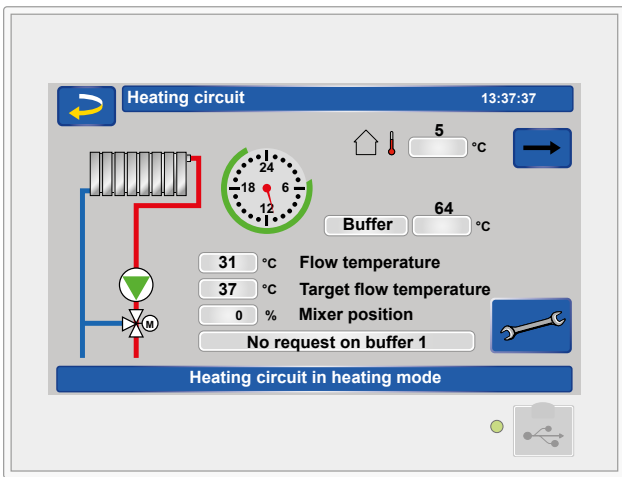 Heating circuit 13:37:37
5
°C
24
18 6
12
64
Buffer °C
31 °C Flow temperature
37 °C Target flow temperature
0 % Mixer position
M
No request on buffer 1
Heating circuit in heating mode